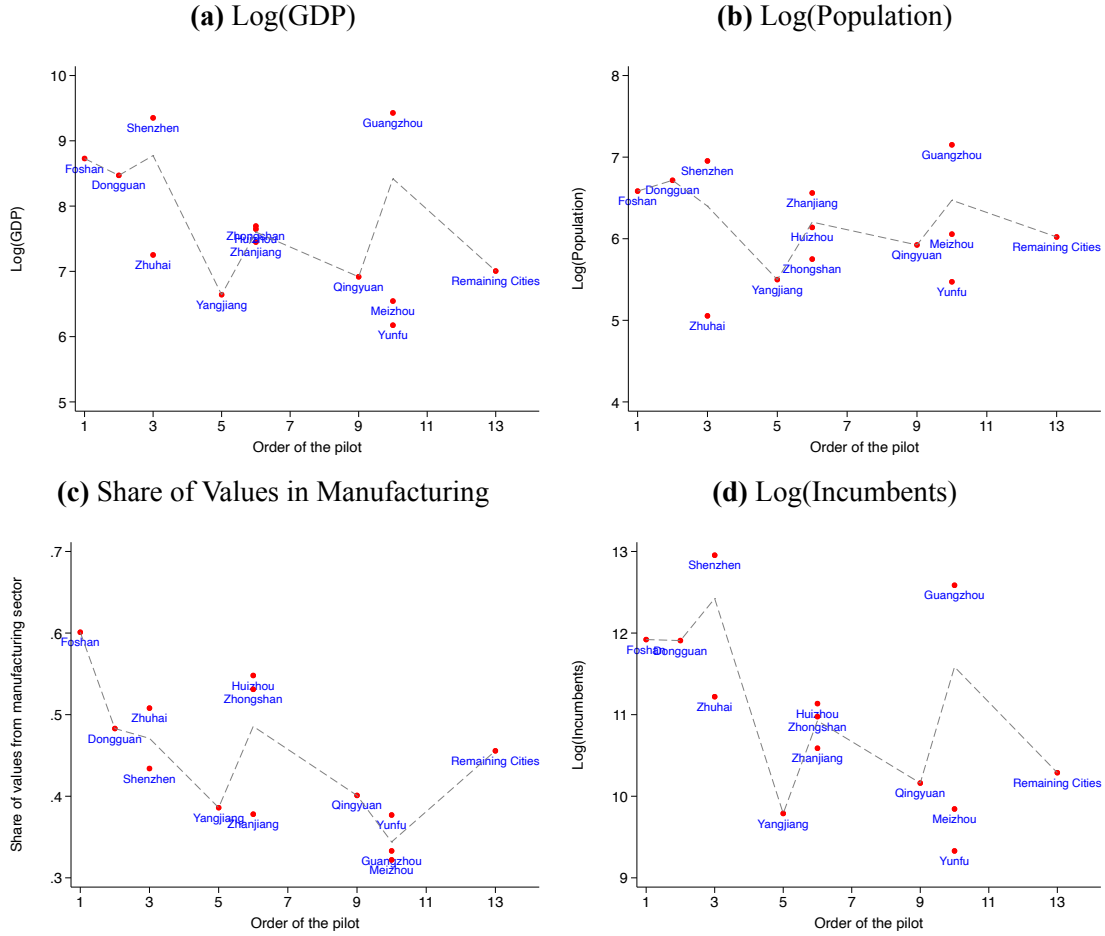 (a) Log(GDP)
Log(GDP)
10
9
8
7
6
5
Foshan
Dongguan
Shenzhen
Zhuhai
Yangjiang
Zhongshan
Huizhou
Zhanjiang
Qingyuan
Guangzhou
Meizhou
Yunfu
Remaining Cities
1 3 5 7 9 11 13
Order of the pilot
(b) Log(Population)
Log(Population)
8
7
6
5
4
Foshan
Dongguan
Shenzhen
Zhuhai
Yangjiang
Zhanjiang
Huizhou
Zhongshan
Qingyuan
Guangzhou
Meizhou
Yunfu
Remaining Cities
1 3 5 7 9 11 13
Order of the pilot
(c) Share of Values in Manufacturing
Share of values from manufacturing sector
.7
.6
.5
.4
.3
Foshan
Dongguan
Zhuhai
Shenzhen
Yangjiang
Huizhou
Zhongshan
Zhanjiang
Qingyuan
Yunfu
Guangzhou
Meizhou
Remaining Cities
1 3 5 7 9 11 13
Order of the pilot
(d) Log(Incumbents)
Log(Incumbents)
13
12
11
10
9
Foshan
Dongguan
Shenzhen
Zhuhai
Yangjiang
Huizhou
Zhongshan
Zhanjiang
Qingyuan
Guangzhou
Meizhou
Yunfu
Remaining Cities
1 3 5 7 9 11 13
Order of the pilot